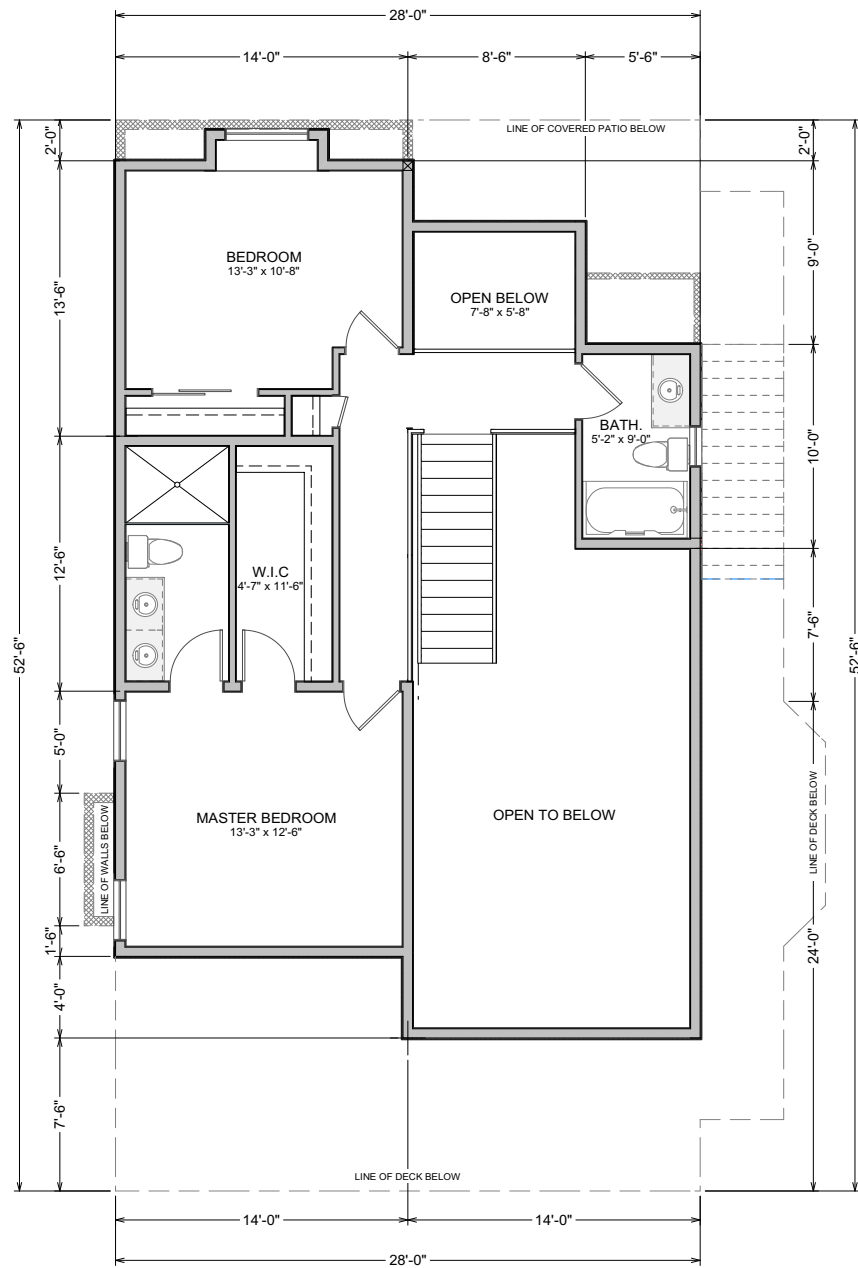 28'-0"
14'-0"
8'-6"
5'-6"
LINE OF COVERED PATIO BELOW
2'-0"
2'-0"
BEDROOM
13'-3" x 10'-8"
9'-0"
OPEN BELOW
7'-8" x 5'-8"
13'-6"
BATH.
5'-2" x 9'-0"
10'-0"
12'-6"
W.I.C
4'-7" x 11'-6"
7'-6"
52'-6"
52'-6"
5'-0"
MASTER BEDROOM
13'-3" x 12'-6"
OPEN TO BELOW
LINE OF WALLS BELOW
LINE OF DECK BELOW
6'-6"
1'-6"
24'-0"
4'-0"
7'-6"
LINE OF DECK BELOW
14'-0"
14'-0"
28'-0"